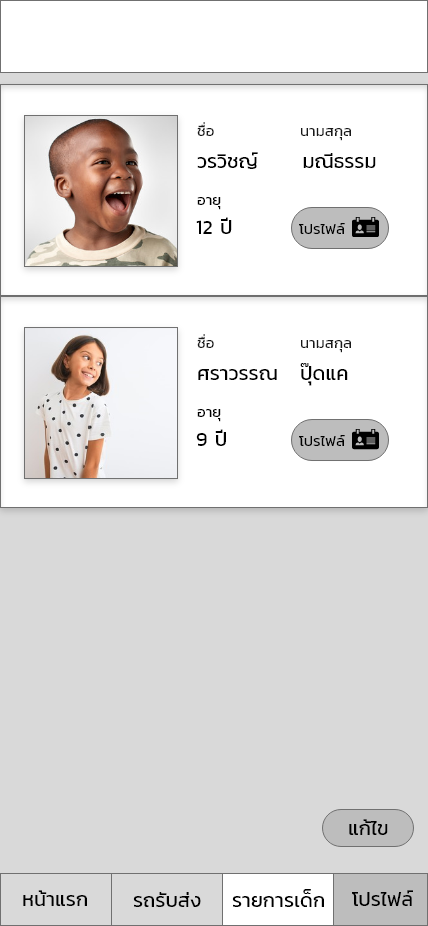 ชื่อ นามสกุล
วรวิชญ์ มณีธรรม
อายุ
12 ปี โปรไฟล์
ชื่อ นามสกุล
ศราวรรณ ปุ๊ดแค
อายุ
9 ปี โปรไฟล์
แก้ไข
หน้าแรก รถรับส่ง รายการเด็ก โปรไฟล์